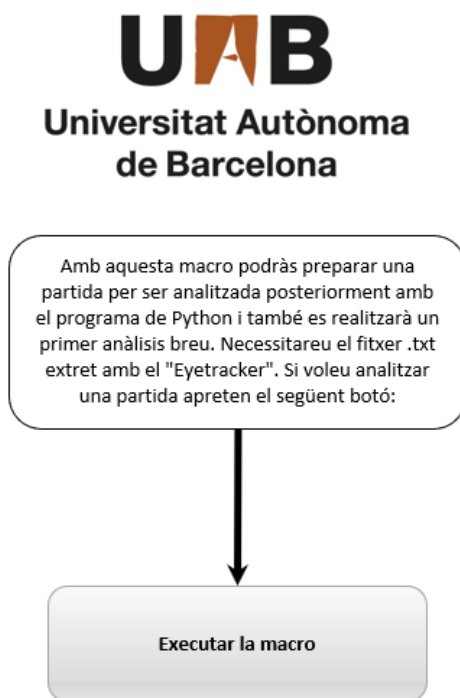 UAB
Universitat Autònoma
de Barcelona
Amb aquesta macro podràs preparar una
partida per ser analitzada posteriorment amb
el programa de Python i també es realitzarà un
primer anàlisis breu. Necessitareu el fitxer .txt
extret amb el "Eyetracker". Si voleu analitzar
una partida apreten el següent botó:
Executar la macro